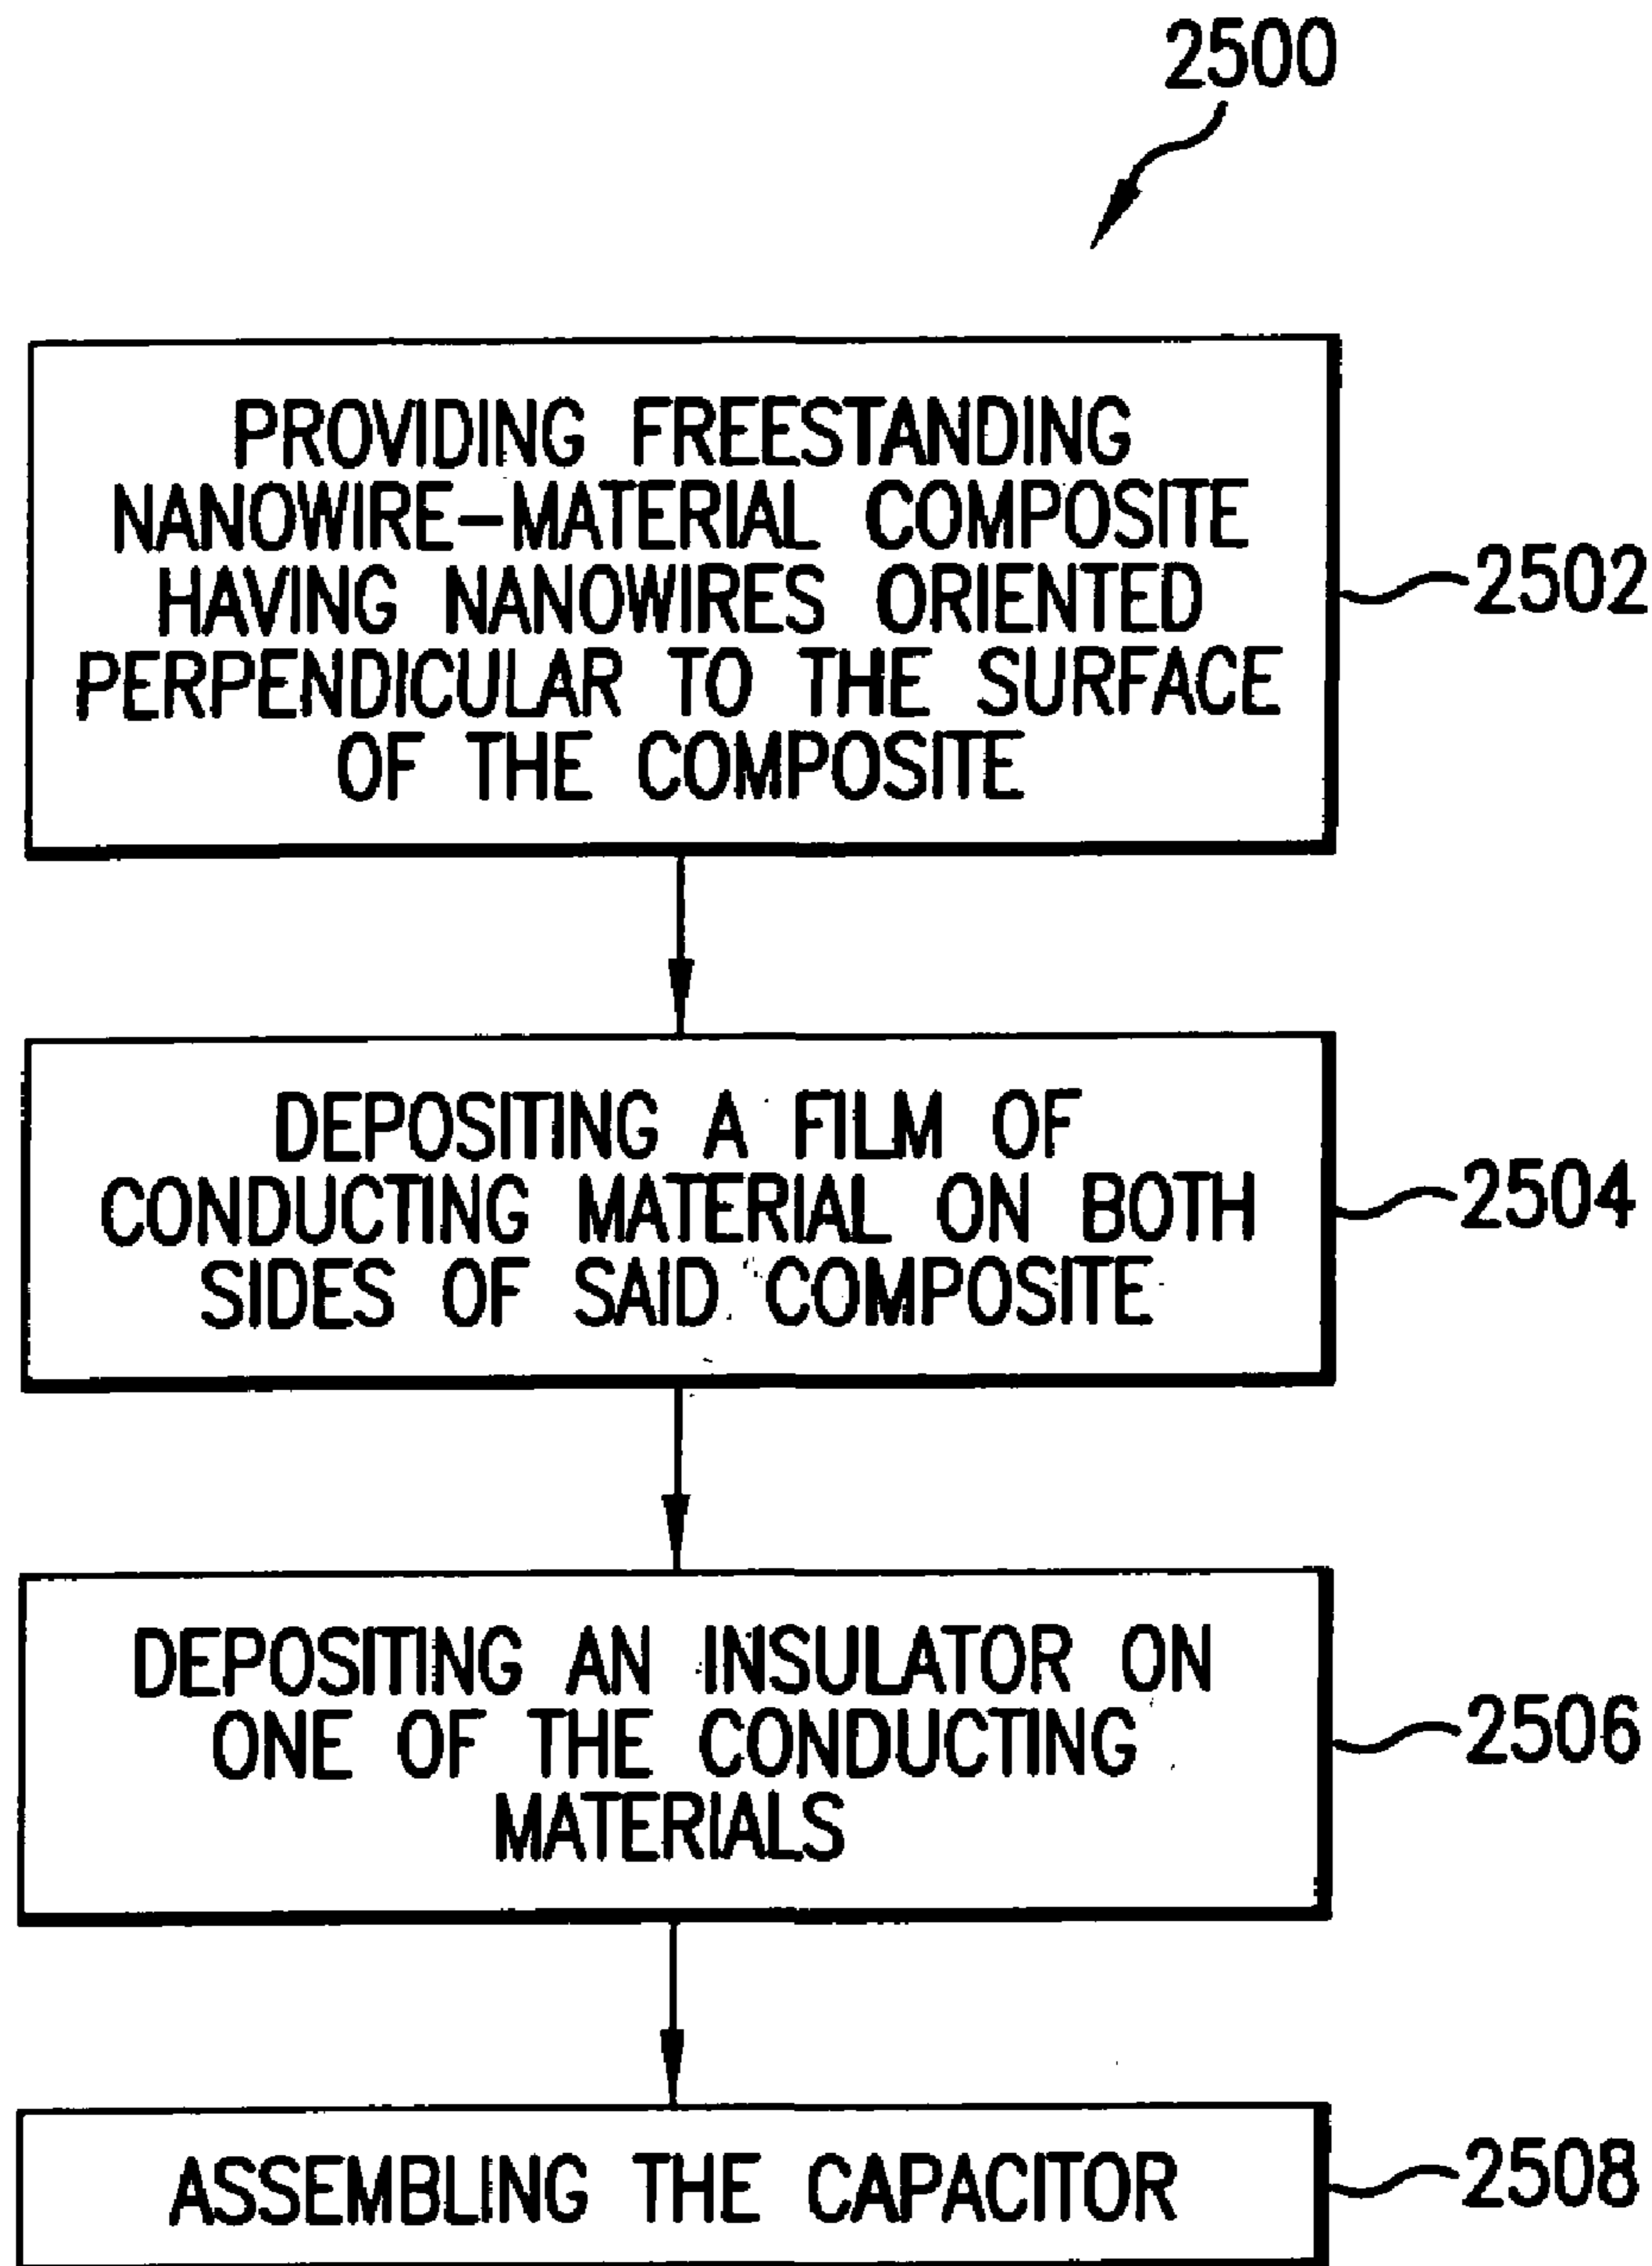 2500
PROVIDING FREESTANDING
NANOWIRE-MATERIAL COMPOSITE
HAVING NANOWIRES ORIENTED
PERPENDICULAR TO THE SURFACE
OF THE COMPOSITE
2502
DEPOSITING A FILM OF
CONDUCTING MATERIAL ON BOTH
SIDES OF SAID COMPOSITE
2504
DEPOSITING AN INSULATOR ON
ONE OF THE CONDUCTING
MATERIALS
2506
ASSEMBLING THE CAPACITOR
2508